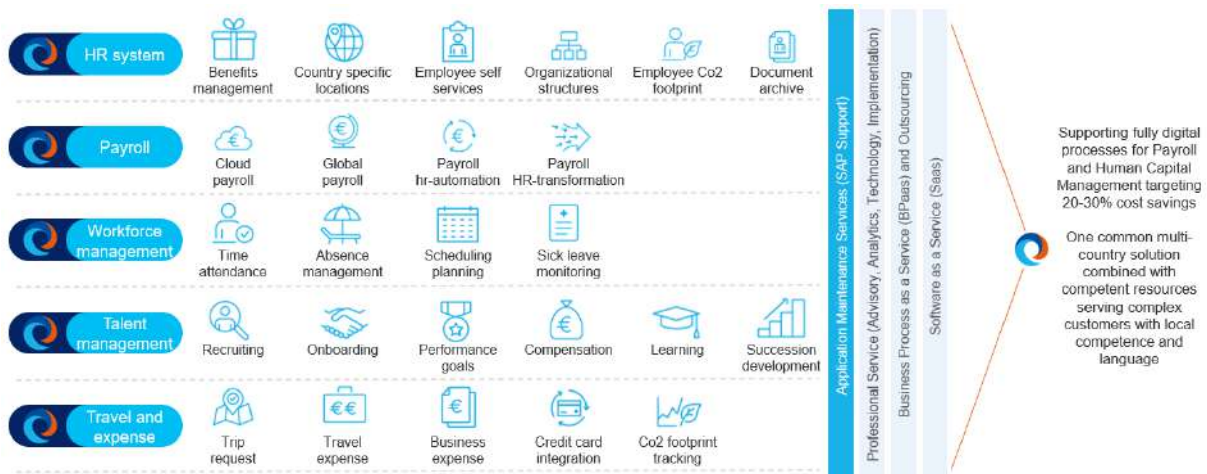 HR system
Benefits
management
Country specific
locations
Employee self
services
Organizational
structures
Employee Co2
footprint
Document
archive
Payroll
Cloud
payroll
Global
payroll
Payroll
hr-automation
Payroll
HR-transformation
Workforce
management
Time
attendance
Absence
management
Scheduling
planning
Sick leave
monitoring
Talent
management
Recruiting
Onboarding
Performance
goals
Compensation
Learning
Succession
development
Travel and
expense
Trip
request
Travel
expense
Business
expense
Credit card
integration
Co2 footprint
tracking
Application Maintenance Services (SAP Support)
Professional Service (Advisory, Analytics, Technology, Implementation)
Business Process as a Service (BPaas) and Outsourcing
Software as a Service (Saas)
Supporting fully digital
processes for Payroll
and Human Capital
Management targeting
20-30% cost savings
One common multi-
country solution
combined with
competent resources
serving complex
customers with local
competence and
language